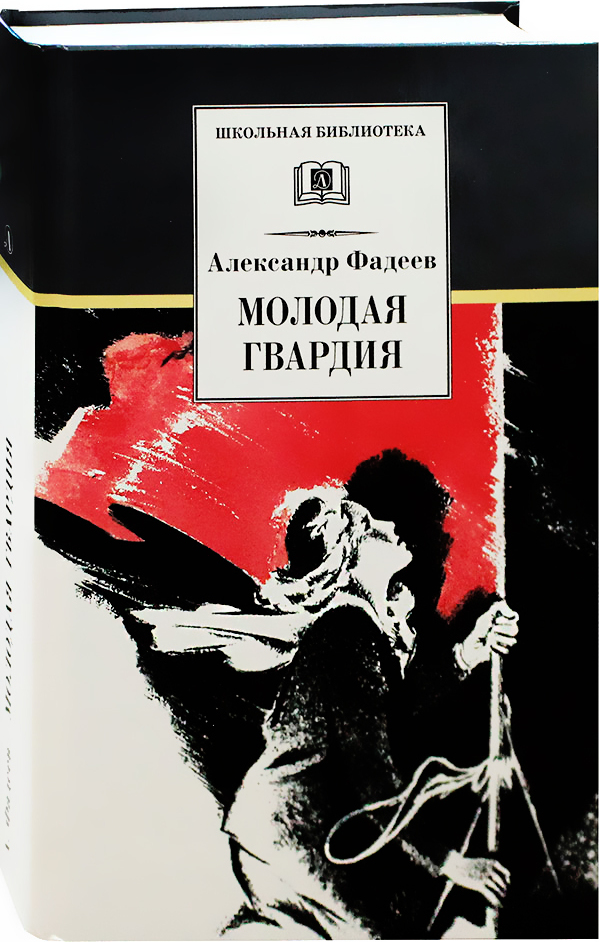 ШКОЛЬНАЯ БИБЛИОТЕКА
Д
Александр Фадеев
МОЛОДАЯ
ГВАРДИЯ